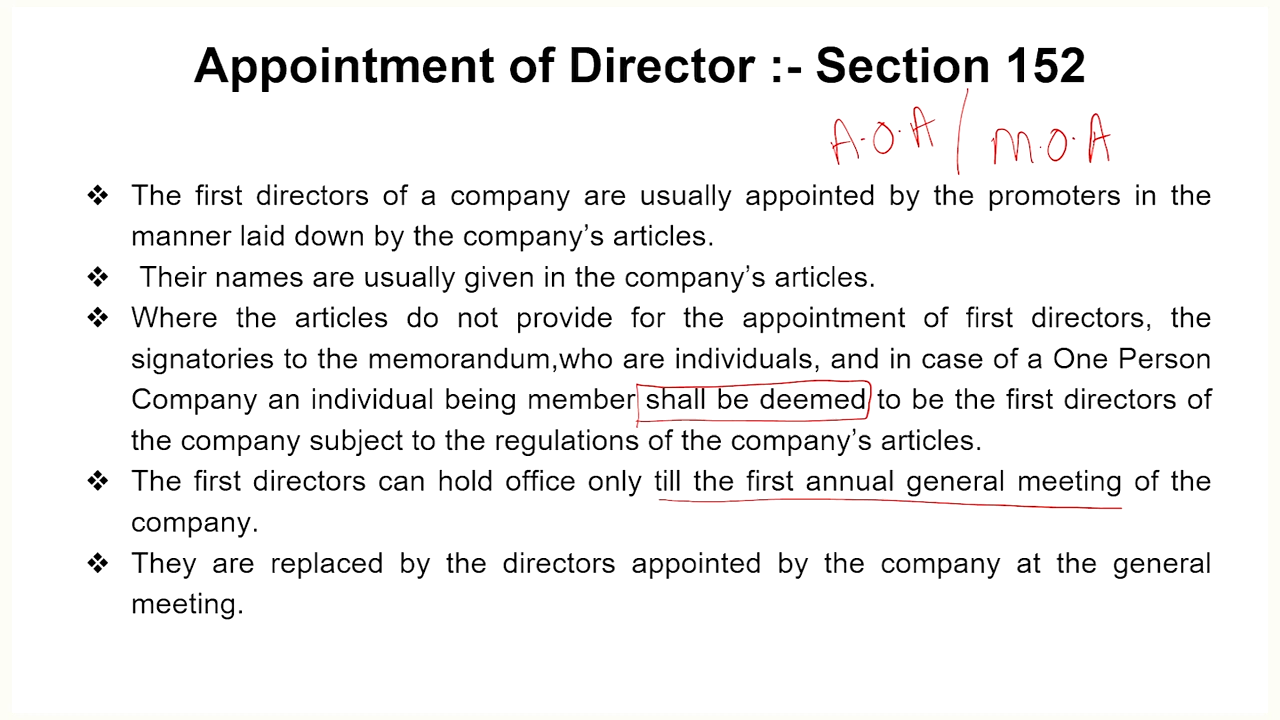 Appointment of Director :- Section 152
A.O.A / M.O.A
❖ The first directors of a company are usually appointed by the promoters in the
manner laid down by the company’s articles.
❖ Their names are usually given in the company’s articles.
❖ Where the articles do not provide for the appointment of first directors, the
signatories to the memorandum,who are individuals, and in case of a One Person
Company an individual being member shall be deemed to be the first directors of
the company subject to the regulations of the company’s articles.
❖ The first directors can hold office only till the first annual general meeting of the
company.
❖ They are replaced by the directors appointed by the company at the general
meeting.